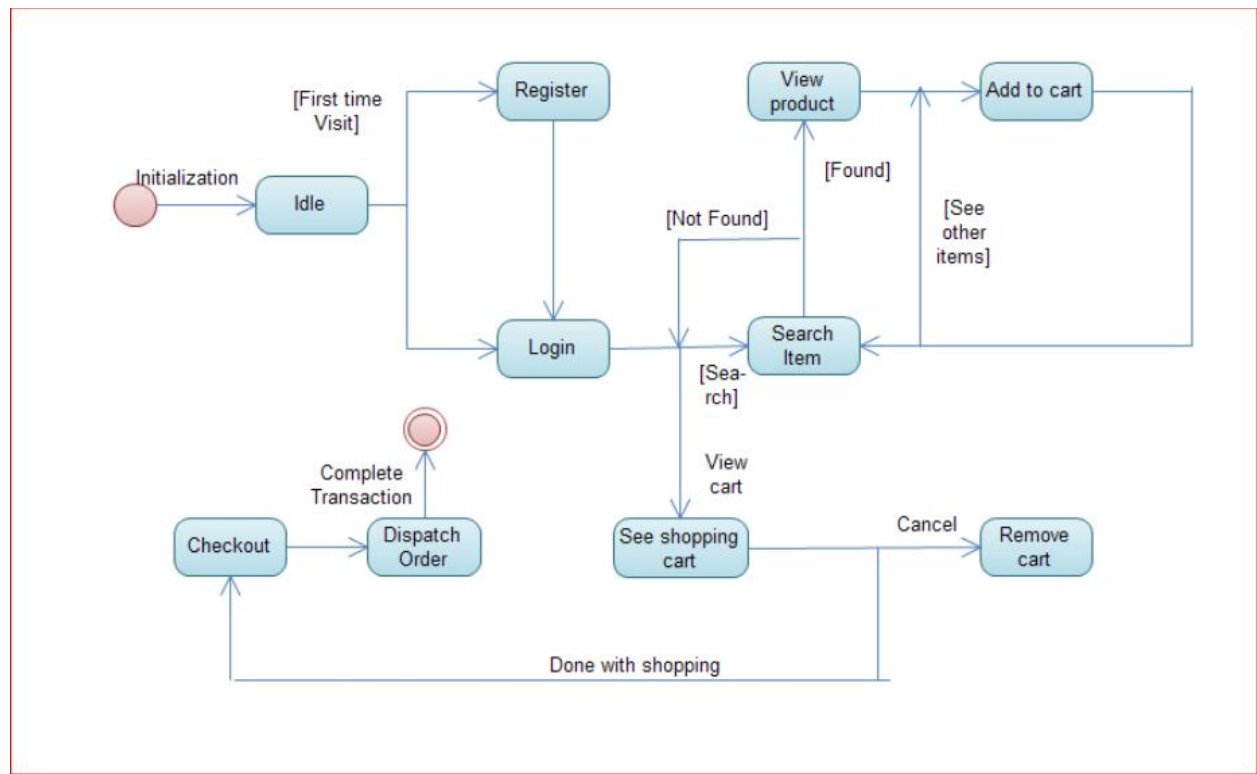 Register
View
product
Add to cart
[First time
Visit]
Initialization
Idle
[Found]
[Not Found]
[See
other
items]
Login
Search
Item
[Sea-
rch]
View
cart
Complete
Transaction
Checkout
Dispatch
Order
See shopping
cart
Cancel
Remove
cart
Done with shopping